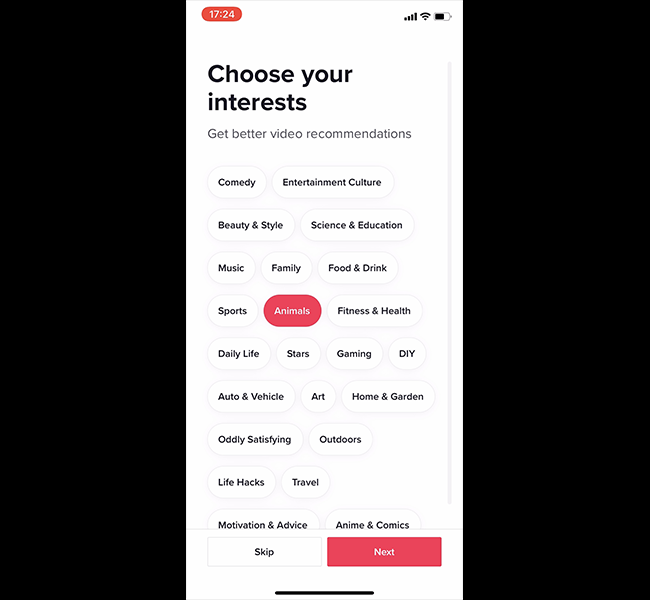 17:24
Choose your
interests
Get better video recommendations
Comedy Entertainment Culture
Beauty & Style Science & Education
Music Family Food & Drink
Sports Animals Fitness & Health
Daily Life Stars Gaming DIY
Auto & Vehicle Art Home & Garden
Oddly Satisfying Outdoors
Life Hacks Travel
Motivation & Advice Anime & Comics
Skip Next